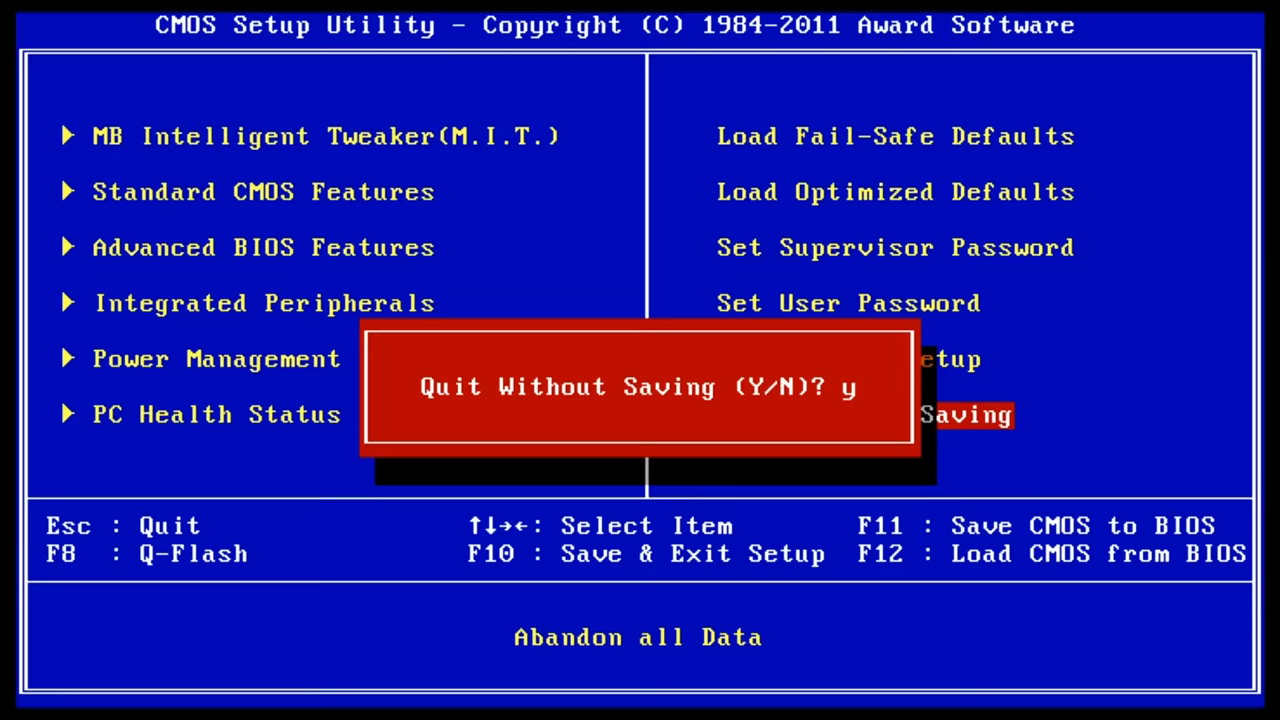 CMOS Setup Utility - Copyright (C) 1984-2011 Award Software
MB Intelligent Tweaker(M.I.T.)
Standard CMOS Features
Advanced BIOS Features
Integrated Peripherals
Power Management
PC Health Status
Load Fail-Safe Defaults
Load Optimized Defaults
Set Supervisor Password
Set User Password
etup
Saving
Quit Without Saving (Y/N)? y
Esc : Quit
F8 : Q-Flash
↑↓→←: Select Item
F10 : Save & Exit Setup
F11 : Save CMOS to BIOS
F12 : Load CMOS from BIOS
Abandon all Data